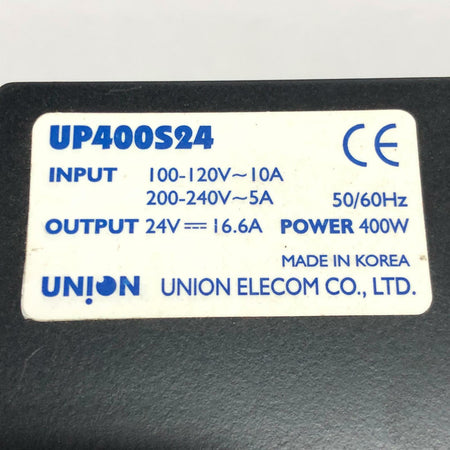 UP400S24 CE
INPUT 100-120V~10A
200-240V~5A 50/60Hz
OUTPUT 24V⎓16.6A POWER 400W
MADE IN KOREA
UNiON UNION ELECOM CO., LTD.